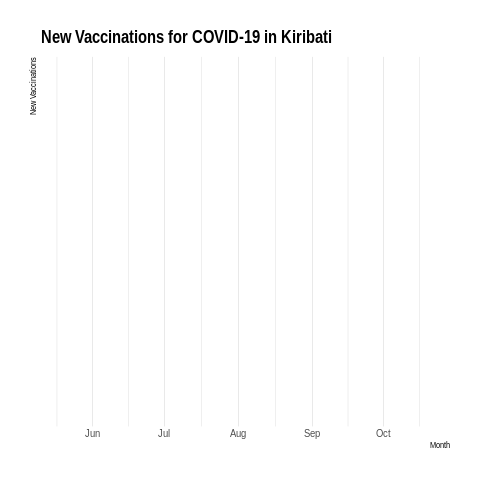 New Vaccinations for COVID-19 in Kiribati
New Vaccinations
Jun Jul Aug Sep Oct
Month